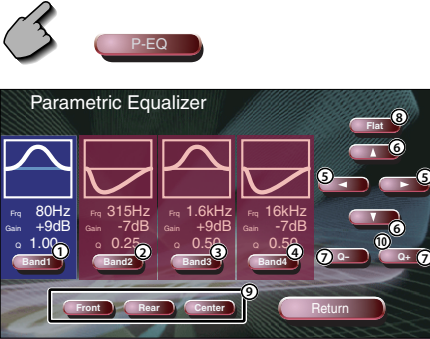 P-EQ
Parametric Equalizer
Flat ⑧
▲ ⑥
⑤ ◄ ► ⑤
▼ ⑥
Frq 80Hz Frq 315Hz Frq 1.6kHz Frq 16kHz
Gain +9dB Gain -7dB Gain +9dB Gain -7dB
Q 1.00 Q 0.25 Q 0.50 Q 0.50
Band1 ① Band2 ② Band3 ③ Band4 ④
⑦ Q- ⑩ Q+ ⑦
Front Rear Center ⑨
Return